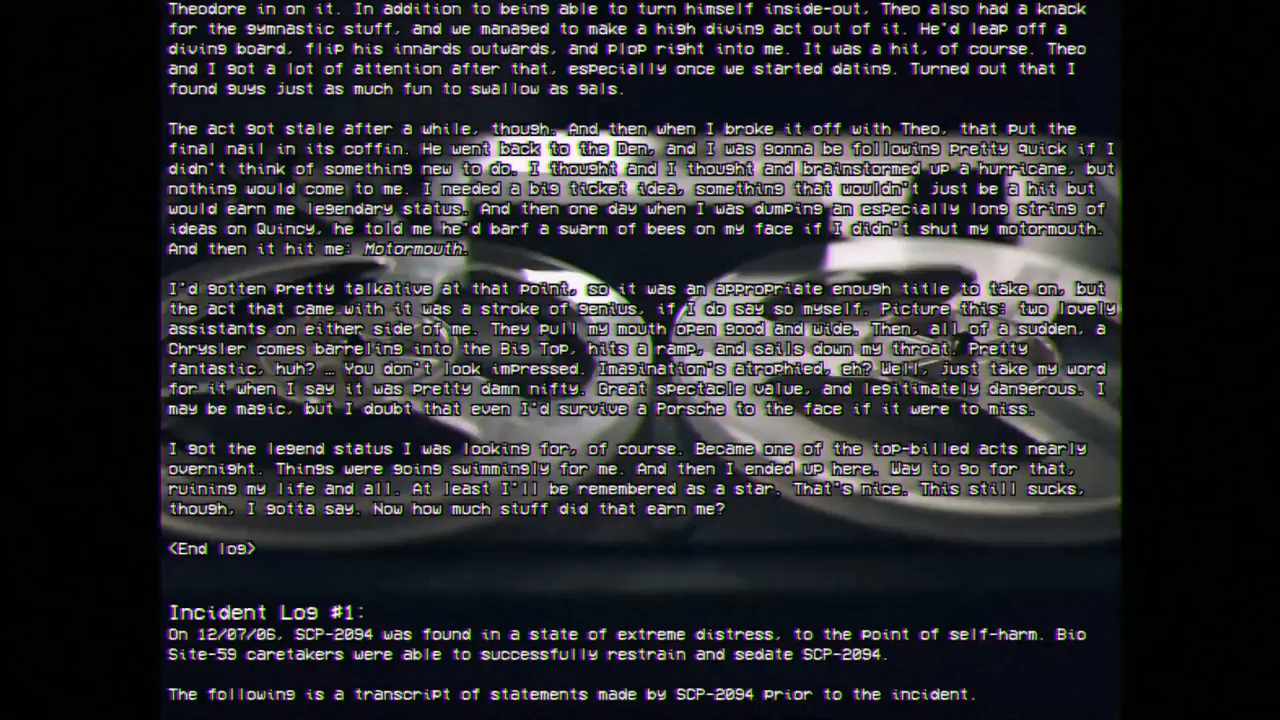 Theodore in on it. In addition to being able to turn himself inside-out, Theo also had a knack
for the gymnastic stuff, and we managed to make a high diving act out of it. He'd leap off a
diving board, flip his innards outwards, and plop right into me. It was a hit, of course. Theo
and I got a lot of attention after that, especially once we started dating. Turned out that I
found guys just as much fun to swallow as gals.
The act got stale after a while, though. And then when I broke it off with Theo, that put the
final nail in its coffin. He went back to the Den, and I was gonna be following pretty quick if I
didn't think of something new to do. I thought and I thought and brainstormed up a hurricane, but
nothing would come to me. I needed a big ticket idea, something that wouldn't just be a hit but
would earn me legendary status. And then one day when I was dumping an especially long string of
ideas on Quincy, he told me he'd barf a swarm of bees on my face if I didn't shut my motormouth.
And then it hit me: Motormouth.
I'd gotten pretty talkative at that point, so it was an appropriate enough title to take on, but
the act that came with it was a stroke of genius, if I do say so myself. Picture this: two lovely
assistants on either side of me. They pull my mouth open good and wide. Then, all of a sudden, a
Chrysler comes barreling into the Big Top, hits a ramp, and sails down my throat. Pretty
fantastic, huh? … You don't look impressed. Imagination's atrophied, eh? Well, just take my word
for it when I say it was pretty damn nifty. Great spectacle value, and legitimately dangerous. I
may be magic, but I doubt that even I'd survive a Porsche to the face if it were to miss.
I got the legend status I was looking for, of course. Became one of the top-billed acts nearly
overnight. Things were going swimmingly for me. And then I ended up here. Way to go for that,
ruining my life and all. At least I'll be remembered as a star. That's nice. This still sucks,
though, I gotta say. Now how much stuff did that earn me?
<End log>
Incident Log #1:
On 12/07/06, SCP-2094 was found in a state of extreme distress, to the point of self-harm. Bio
Site-59 caretakers were able to successfully restrain and sedate SCP-2094.
The following is a transcript of statements made by SCP-2094 prior to the incident.